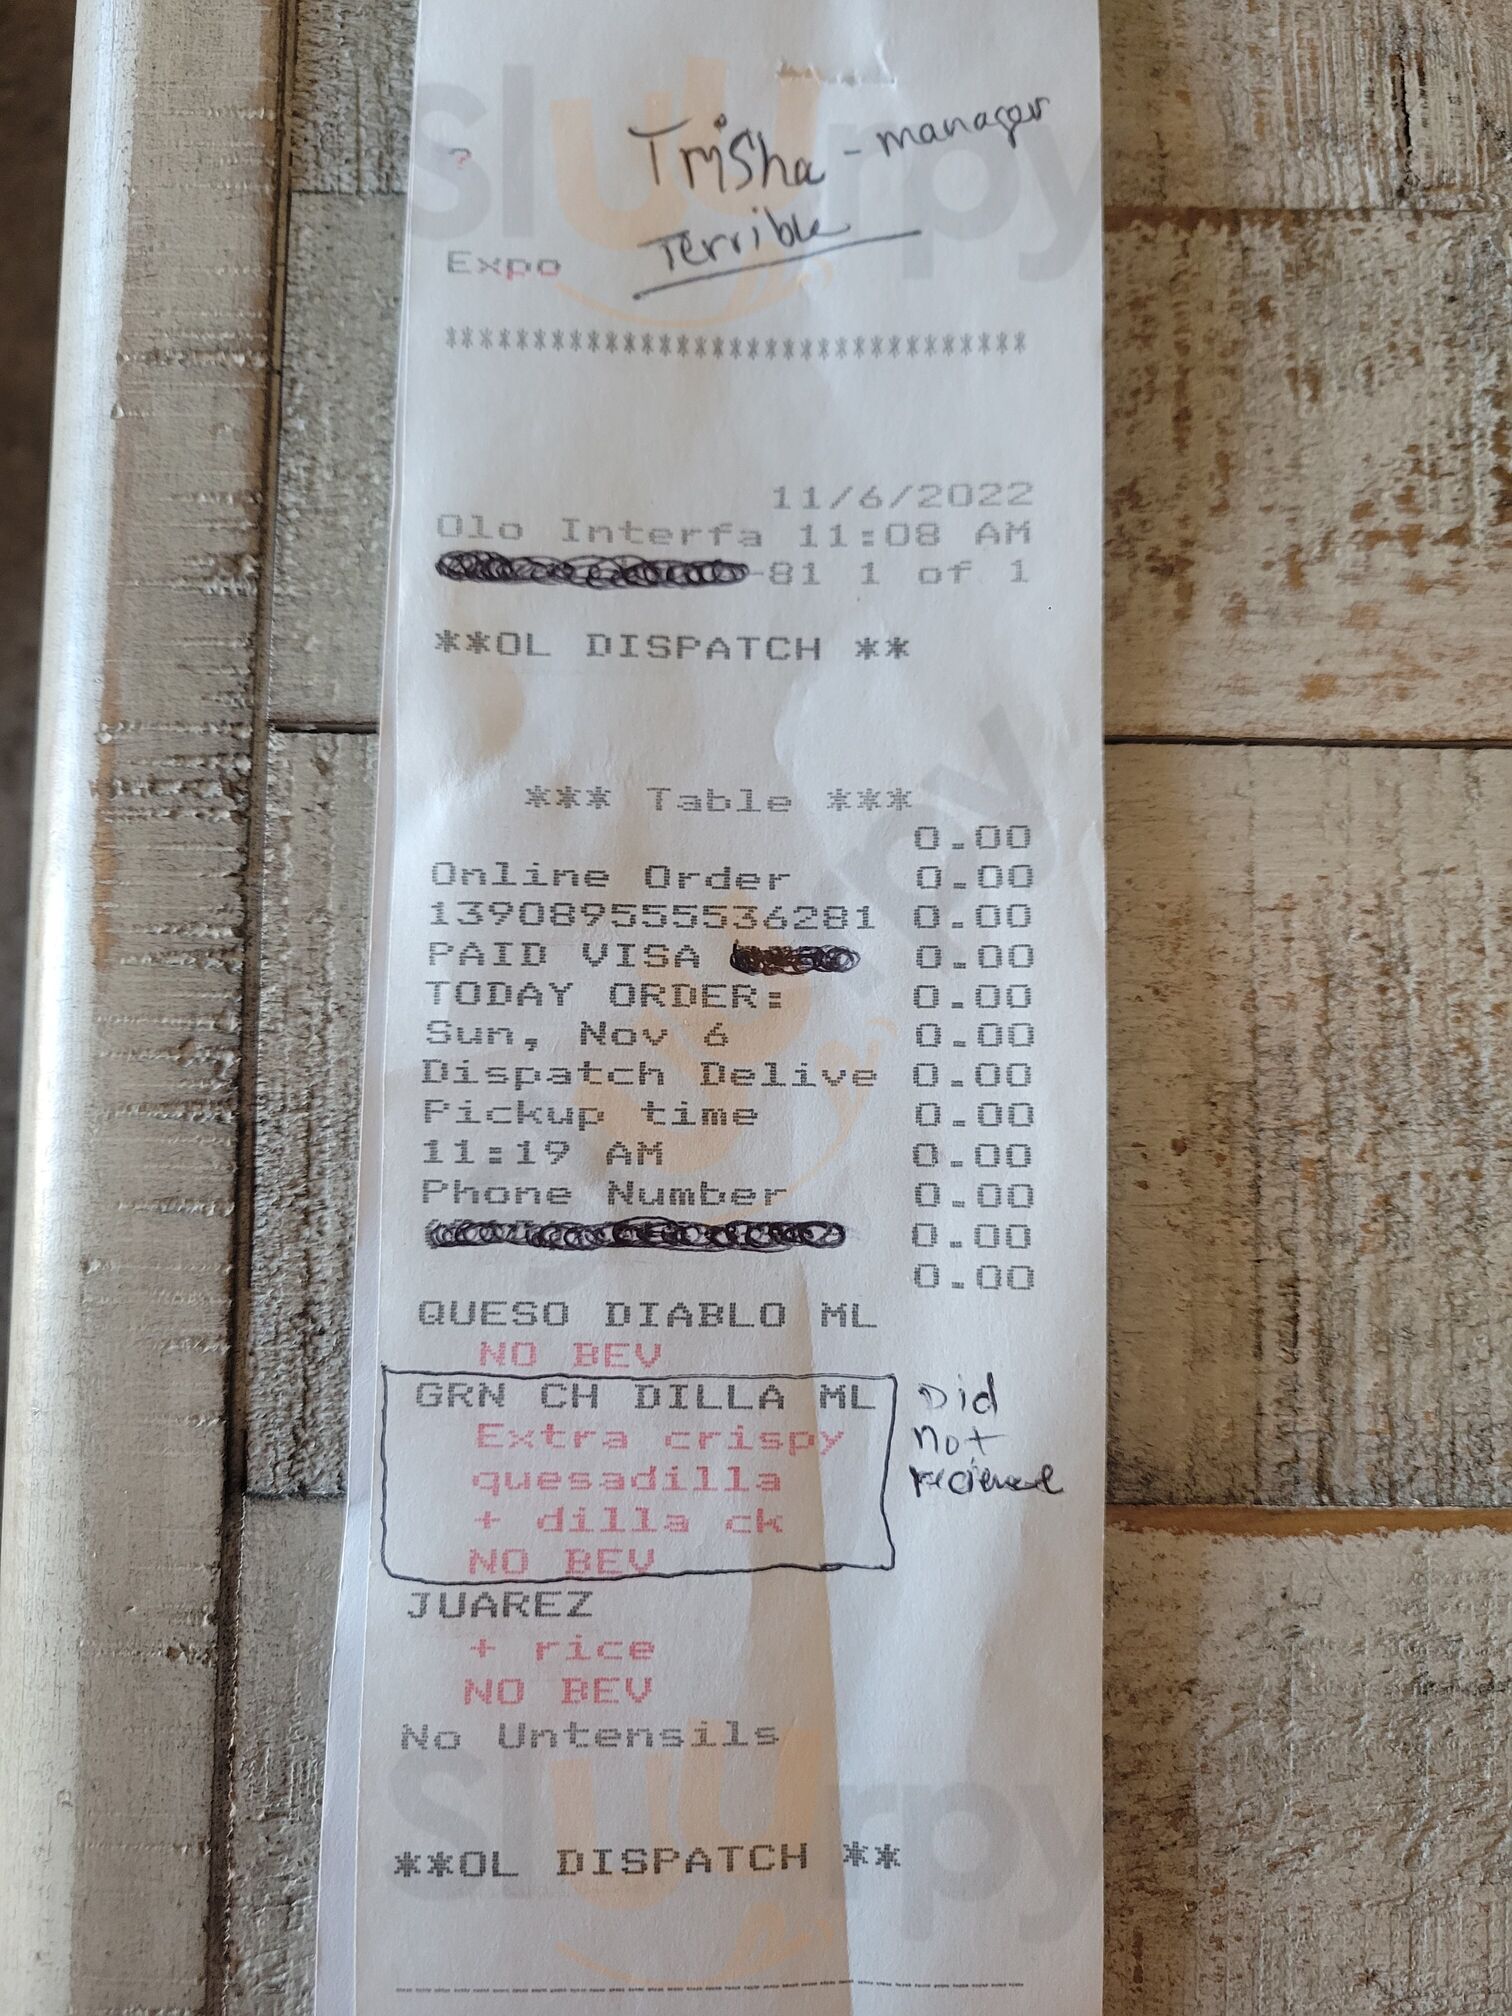 Sluurpy
?
Trisha - manager
Terrible
Expo
*********************************
11/6/2022
Olo Interfa 11:08 AM
-81 1 of 1
**OL DISPATCH **
*** Table ***
0.00
Online Order 0.00
139089555536281 0.00
PAID VISA 0.00
TODAY ORDER: 0.00
Sun, Nov 6 0.00
Dispatch Delive 0.00
Pickup time 0.00
11:19 AM 0.00
Phone Number 0.00
0.00
0.00
QUESO DIABLO ML
NO BEV
GRN CH DILLA ML Did
Extra crispy not
quesadilla recieve
+ dilla ck
NO BEV
JUAREZ
+ rice
NO BEV
No Untensils
Sluurpy
**OL DISPATCH **